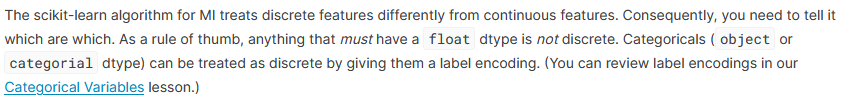 The scikit-learn algorithm for MI treats discrete features differently from continuous features. Consequently, you need to tell it
which are which. As a rule of thumb, anything that must have a float dtype is not discrete. Categoricals ( object or
categorial dtype) can be treated as discrete by giving them a label encoding. (You can review label encodings in our
Categorical Variables lesson.)